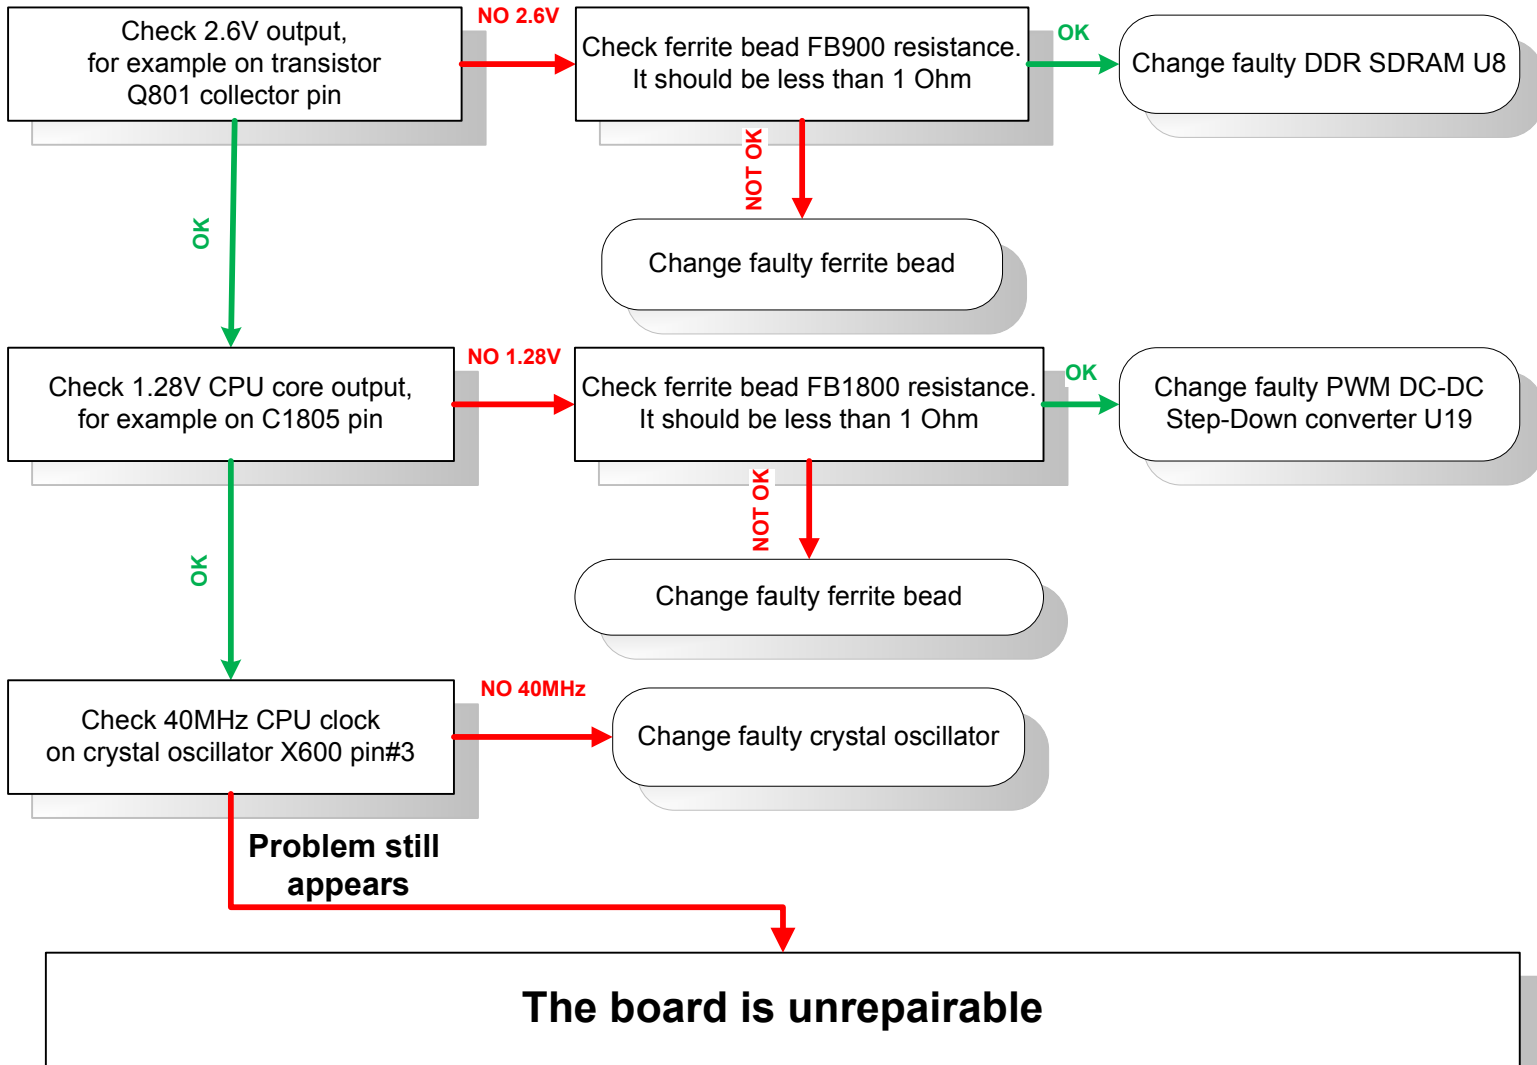 Check 2.6V output,
for example on transistor
Q801 collector pin
NO 2.6V
Check ferrite bead FB900 resistance.
It should be less than 1 Ohm
OK
Change faulty DDR SDRAM U8
NOT OK
Change faulty ferrite bead
OK
Check 1.28V CPU core output,
for example on C1805 pin
NO 1.28V
Check ferrite bead FB1800 resistance.
It should be less than 1 Ohm
OK
Change faulty PWM DC-DC
Step-Down converter U19
NOT OK
Change faulty ferrite bead
OK
Check 40MHz CPU clock
on crystal oscillator X600 pin#3
NO 40MHz
Change faulty crystal oscillator
Problem still
appears
The board is unrepairable